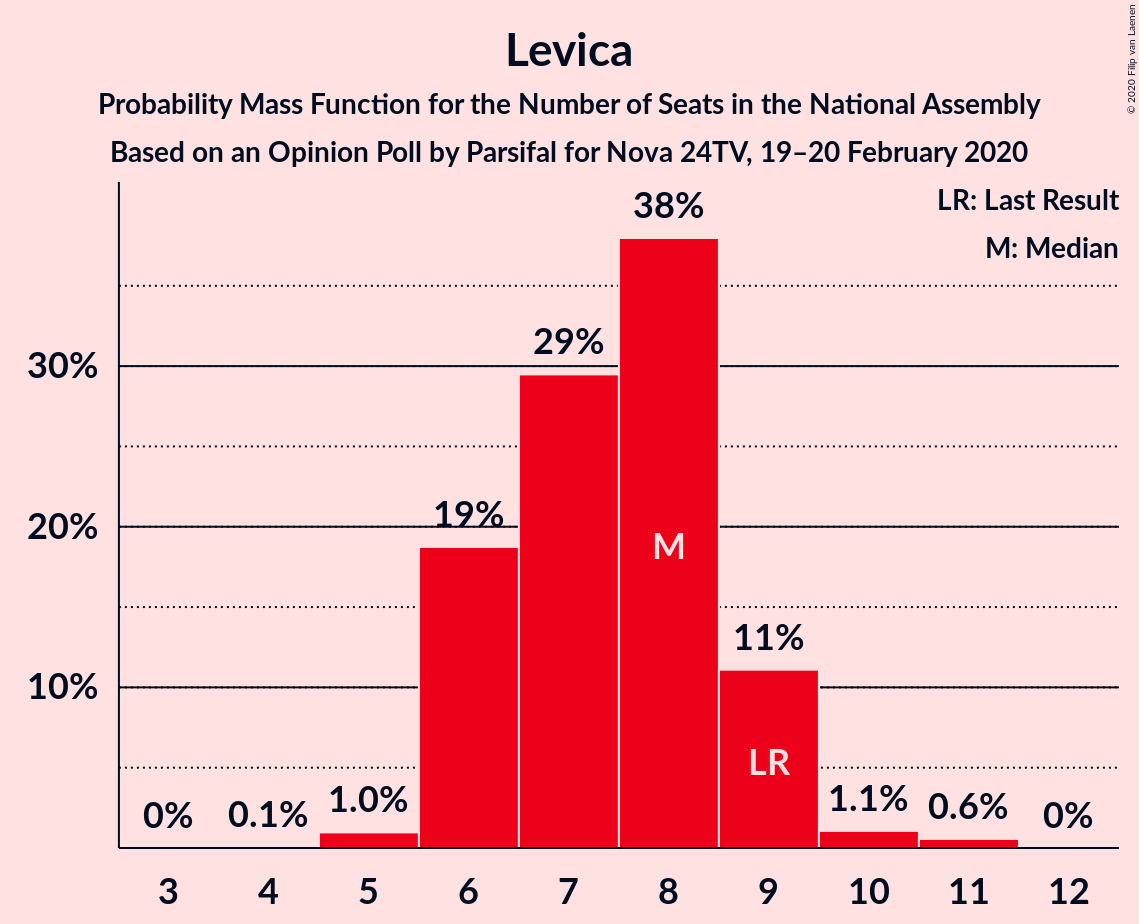 Levica
Probability Mass Function for the Number of Seats in the National Assembly
Based on an Opinion Poll by Parsifal for Nova 24TV, 19–20 February 2020
© 2020 Filip van Laenen
LR: Last Result
M: Median
30%
20%
10%
0%
0.1%
1.0%
19%
29%
38%
M
11%
LR
1.1%
0.6%
0%
3 4 5 6 7 8 9 10 11 12